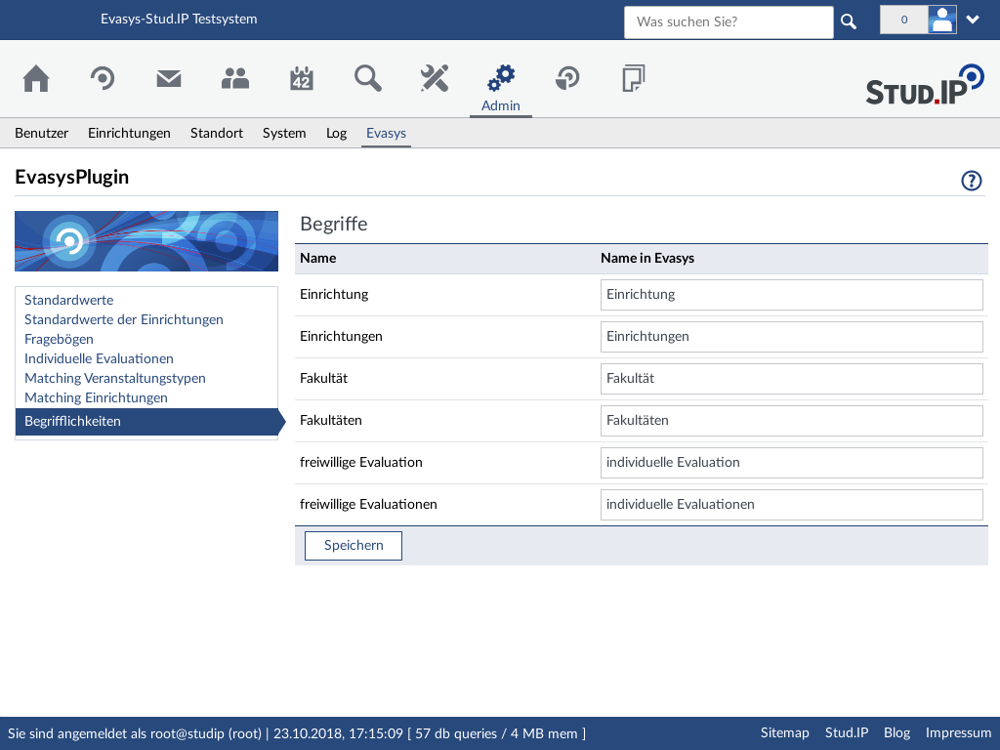 Evasys-Stud.IP Testsystem
Was suchen Sie?
0
42
Admin
Stud.IP
Benutzer Einrichtungen Standort System Log Evasys
EvasysPlugin
?
Standardwerte
Standardwerte der Einrichtungen
Fragebögen
Individuelle Evaluationen
Matching Veranstaltungstypen
Matching Einrichtungen
Begrifflichkeiten
Begriffe
Name Name in Evasys
Einrichtung Einrichtung
Einrichtungen Einrichtungen
Fakultät Fakultät
Fakultäten Fakultäten
freiwillige Evaluation individuelle Evaluation
freiwillige Evaluationen individuelle Evaluationen
Speichern
Sie sind angemeldet als root@studip (root) | 23.10.2018, 17:15:09 [ 57 db queries / 4 MB mem ] Sitemap Stud.IP Blog Impressum